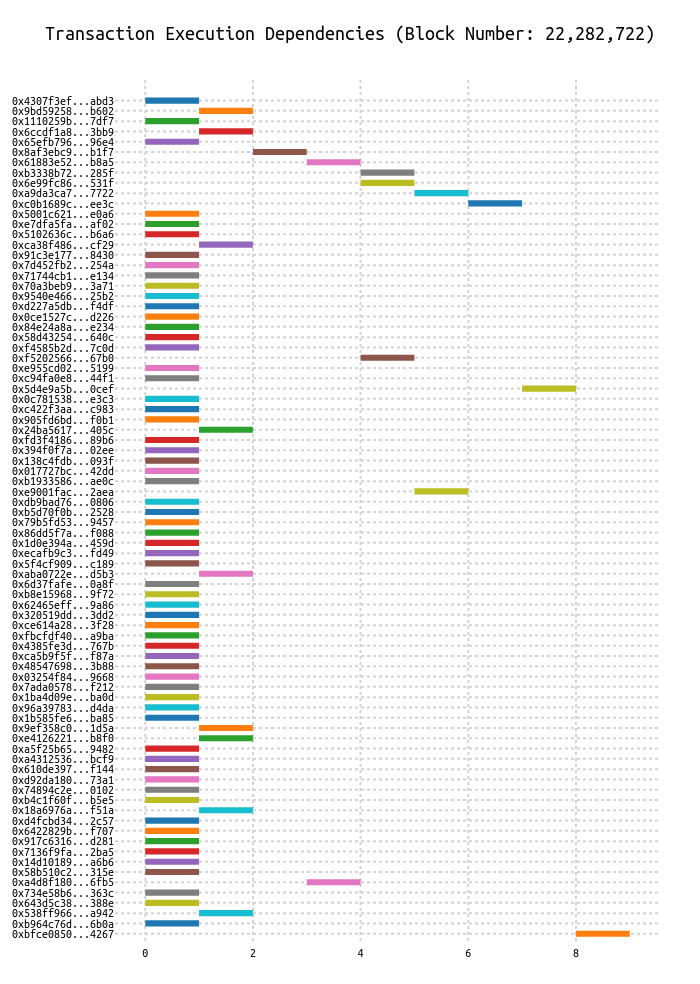 Transaction Execution Dependencies (Block Number: 22,282,722)
0x4307f3ef...abd3
0x9bd59258...b602
0x1110259b...7df7
0x6ccdf1a8...3bb9
0x65efb796...96e4
0x8af3ebc9...b1f7
0x61883e52...b8a5
0xb3338b72...285f
0x6e99fc86...531f
0xa9da3ca7...7722
0xc0b1689c...ee3c
0x5001c621...e0a6
0xe7dfa5fa...af02
0x5102636c...b6a6
0xca38f486...cf29
0x91c3e177...8430
0x7d452fb2...254a
0x71744cb1...e134
0x70a3beb9...3a71
0x9540e466...25b2
0xd227a5db...f4df
0x0ce1527c...d226
0x84e24a8a...e234
0x58d43254...640c
0xf4585b2d...7c0d
0xf5202566...67b0
0xe955cd02...5199
0xc94fa0e8...44f1
0x5d4e9a5b...0cef
0x0c781538...e3c3
0xc422f3aa...c983
0x905fd6bd...f0b1
0x24ba5617...405c
0xfd3f4186...89b6
0x394f0f7a...02ee
0x138c4fdb...093f
0x017727bc...42dd
0xb1933586...ae0c
0xe9001fac...2aea
0xdb9bad76...0806
0xb5d70f0b...2528
0x79b5fd53...9457
0x86dd5f7a...f088
0x1d0e394a...459d
0xecafb9c3...fd49
0x5f4cf909...c189
0xaba0722e...d5b3
0x6d37fafe...0a8f
0xb8e15968...9f72
0x62465eff...9a86
0x320519dd...3dd2
0xce614a28...3f28
0xfbcfdf40...a9ba
0x4385fe3d...767b
0xca5b9f5f...f87a
0x48547698...3b88
0x03254f84...9668
0x7ada0578...f212
0x1ba4d09e...ba0d
0x96a39783...d4da
0x1b585fe6...ba85
0x9ef358c0...1d5a
0xe4126221...b8f0
0xa5f25b65...9482
0xa4312536...bcf9
0x610de397...f144
0xd92da180...73a1
0x74894c2e...0102
0xb4c1f60f...b5e5
0x18a6976a...f51a
0xd4fcbd34...2c57
0x6422829b...f707
0x917c6316...d281
0x7136f9fa...2ba5
0x14d10189...a6b6
0x58b510c2...315e
0xa4d8f180...6fb5
0x734e58b6...363c
0x643d5c38...388e
0x538ff966...a942
0xb964c76d...6b0a
0xbfce0850...4267
0 2 4 6 8